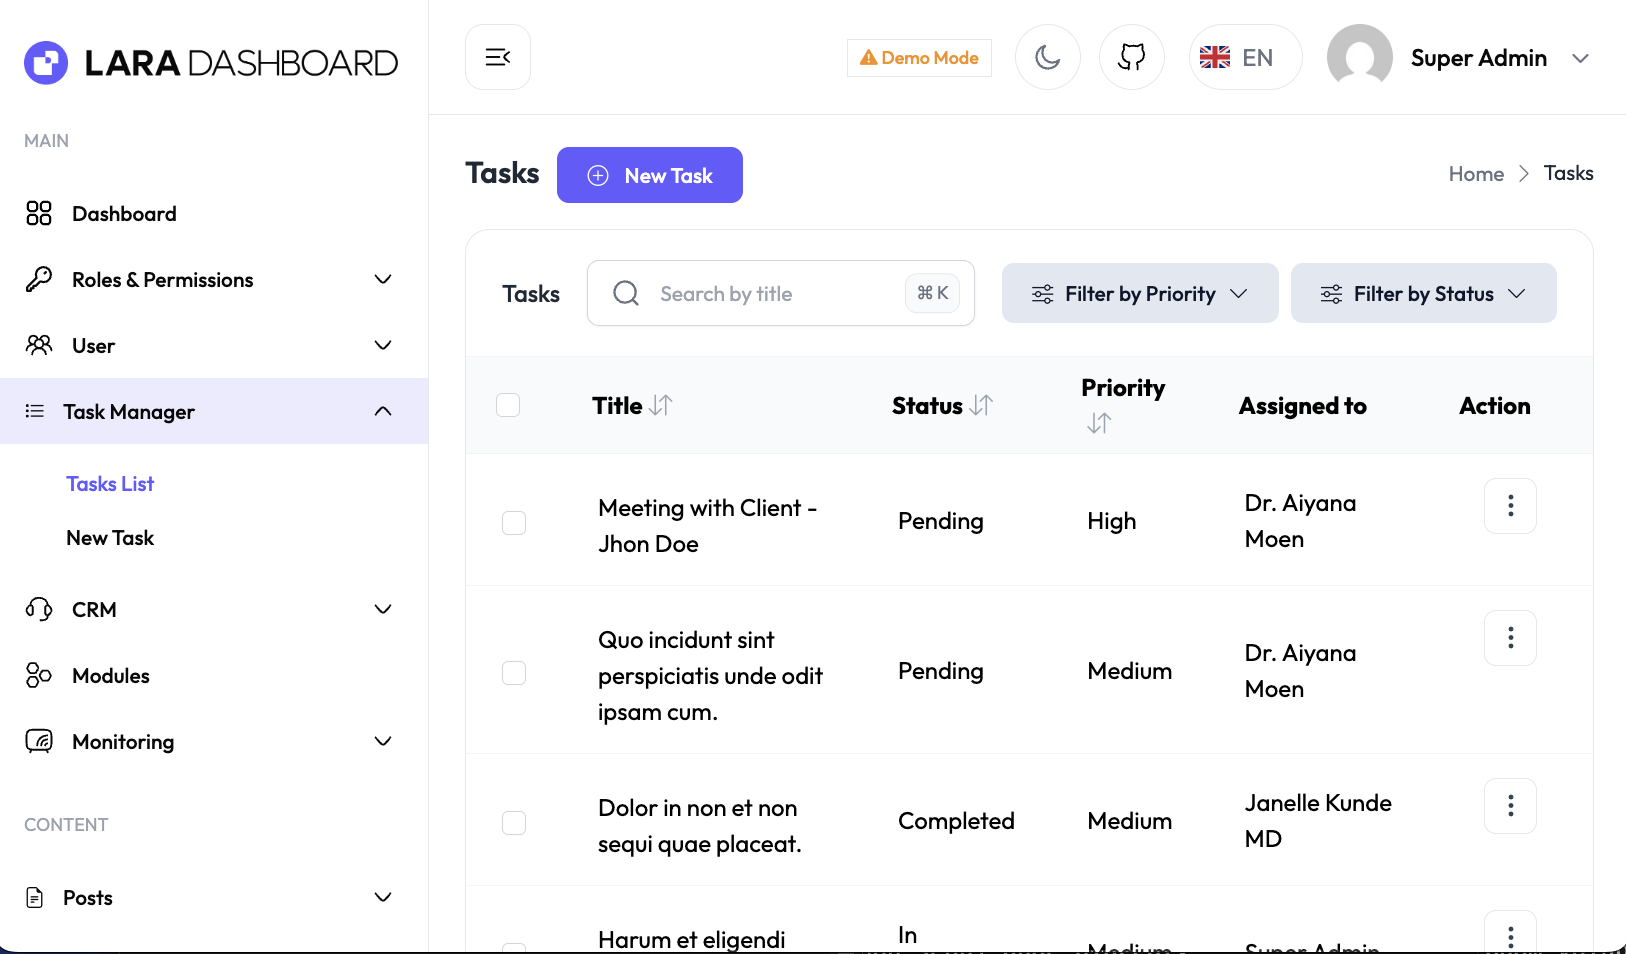 LARA DASHBOARD
Demo Mode
EN
Super Admin
MAIN
Dashboard
Roles & Permissions
User
Task Manager
Tasks List
New Task
CRM
Modules
Monitoring
CONTENT
Posts
Tasks
New Task
Home
Tasks
Tasks
Search by title
⌘ K
Filter by Priority
Filter by Status
Title
Status
Priority
Assigned to
Action
Meeting with Client -
Jhon Doe
Pending
High
Dr. Aiyana
Moen
Quo incidunt sint
perspiciatis unde odit
ipsam cum.
Pending
Medium
Dr. Aiyana
Moen
Dolor in non et non
sequi quae placeat.
Completed
Medium
Janelle Kunde
MD
Harum et eligendi
In
Medium
Super Admin